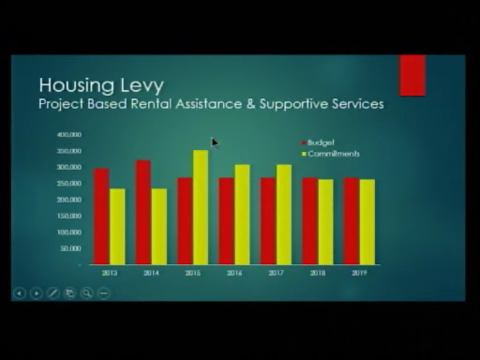 Housing Levy
Project Based Rental Assistance & Supportive Services
400,000
350,000
300,000
250,000
200,000
150,000
100,000
50,000
-
Budget
Commitments
2013 2014 2015 2016 2017 2018 2019